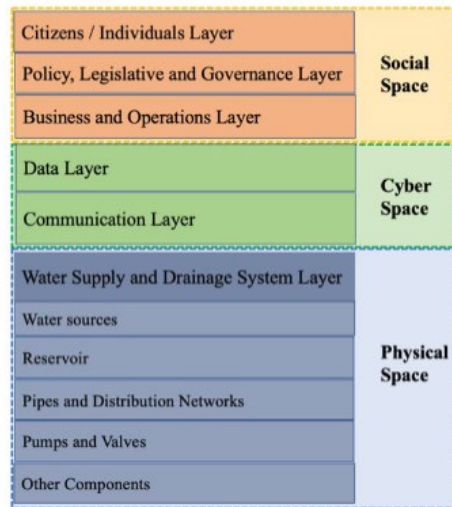 Citizens / Individuals Layer
Policy, Legislative and Governance Layer
Business and Operations Layer
Social
Space
Data Layer
Communication Layer
Cyber
Space
Water Supply and Drainage System Layer
Water sources
Reservoir
Pipes and Distribution Networks
Pumps and Valves
Other Components
Physical
Space